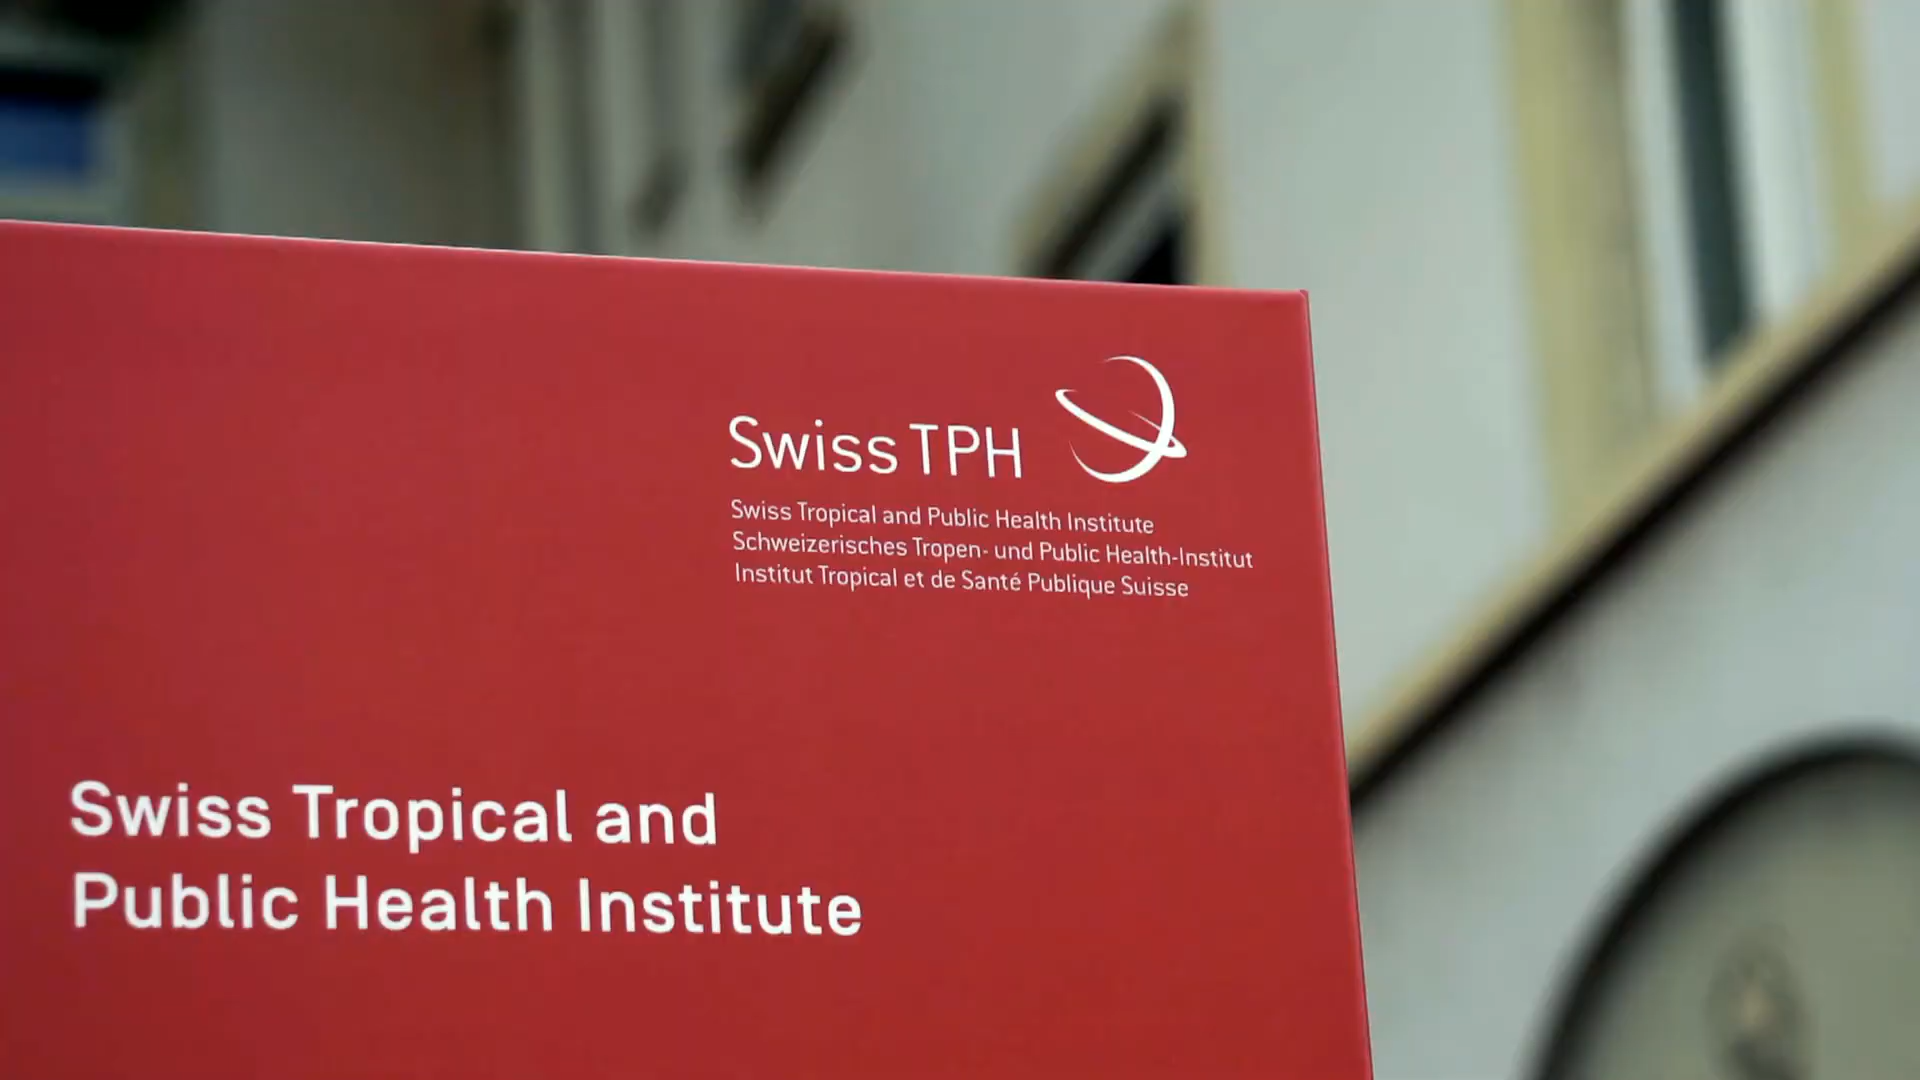 Swiss TPH
Swiss Tropical and Public Health Institute
Schweizerisches Tropen- und Public Health-Institut
Institut Tropical et de Santé Publique Suisse
Swiss Tropical and
Public Health Institute